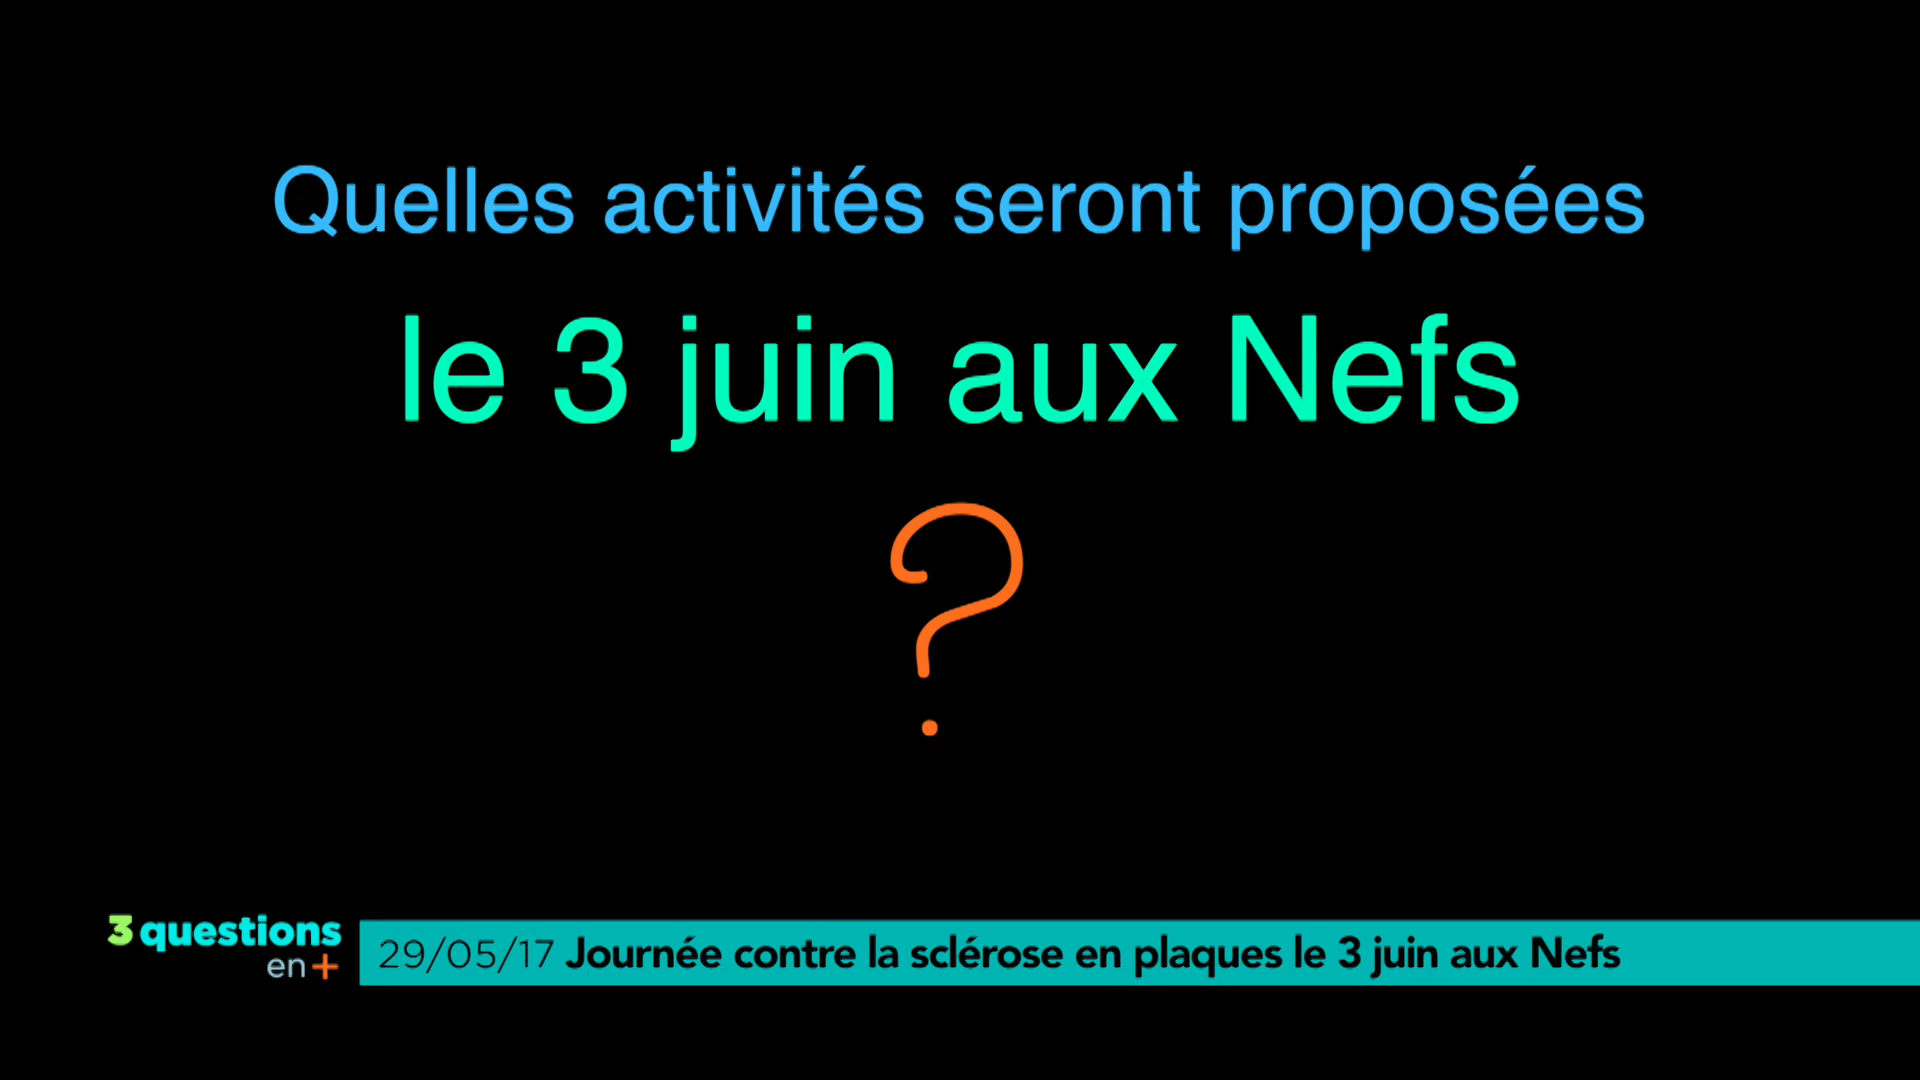 Quelles activités seront proposées
le 3 juin aux Nefs
?
3 questions
en +
29/05/17 Journée contre la sclérose en plaques le 3 juin aux Nefs